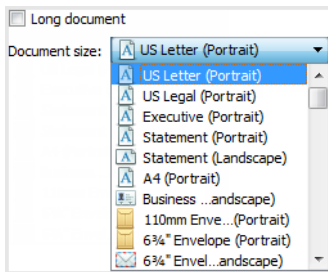 Long document
Document size: US Letter (Portrait)
US Letter (Portrait)
US Legal (Portrait)
Executive (Portrait)
Statement (Portrait)
Statement (Landscape)
A4 (Portrait)
Business ...andscape)
110mm Enve...(Portrait)
6¾" Envelope (Portrait)
6¾" Envel...andscape)